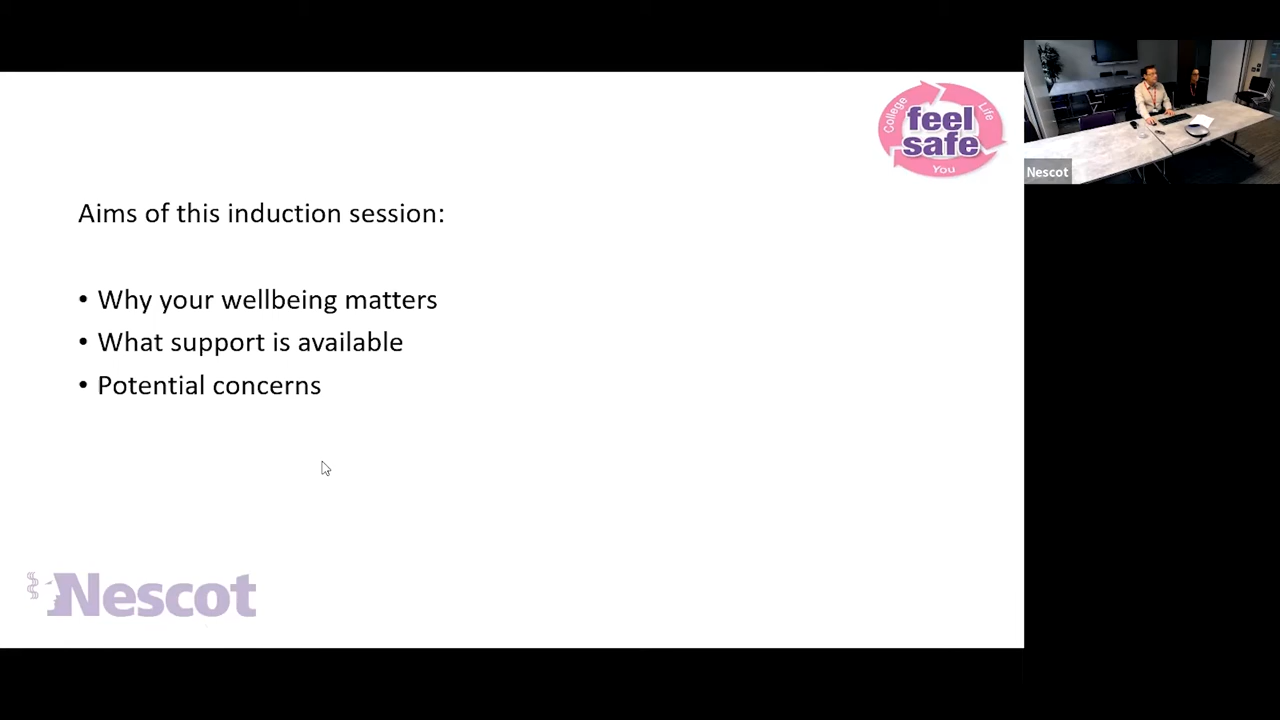 College
Life
feel
safe
You
Nescot
Aims of this induction session:
• Why your wellbeing matters
• What support is available
• Potential concerns
Nescot